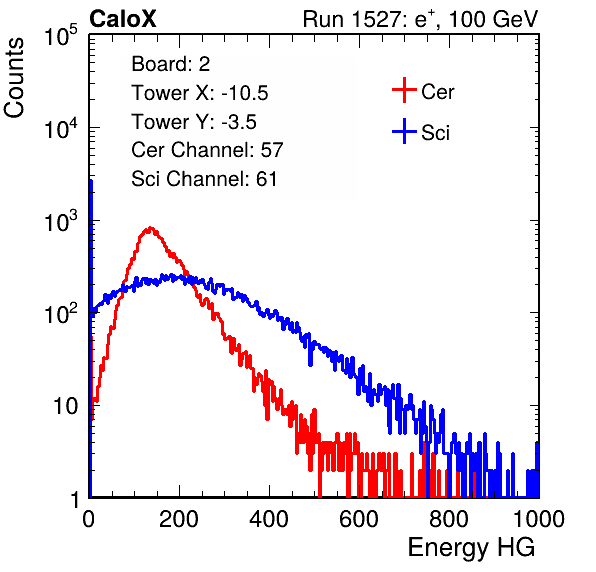 CaloX Run 1527: e⁺, 100 GeV
Counts
Board: 2
Tower X: -10.5
Tower Y: -3.5
Cer Channel: 57
Sci Channel: 61
Cer
Sci
10⁵
10⁴
10³
10²
10
1
0 200 400 600 800 1000
Energy HG